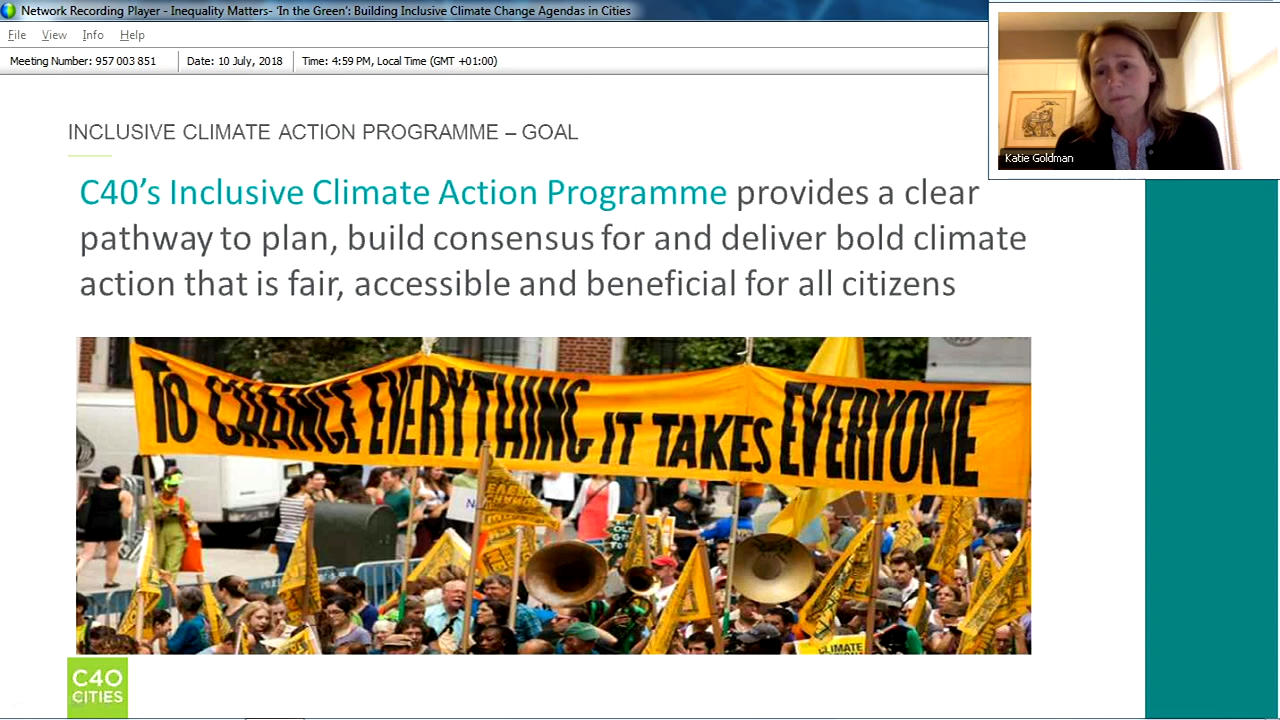 Network Recording Player - Inequality Matters- 'In the Green': Building Inclusive Climate Change Agendas in Cities
File View Info Help
Meeting Number: 957 003 851 Date: 10 July, 2018 Time: 4:59 PM, Local Time (GMT +01:00)
Katie Goldman
INCLUSIVE CLIMATE ACTION PROGRAMME – GOAL
C40's Inclusive Climate Action Programme provides a clear
pathway to plan, build consensus for and deliver bold climate
action that is fair, accessible and beneficial for all citizens
TO CHANGE EVERYTHING IT TAKES EVERYONE
CLIMATE
C40
CITIES